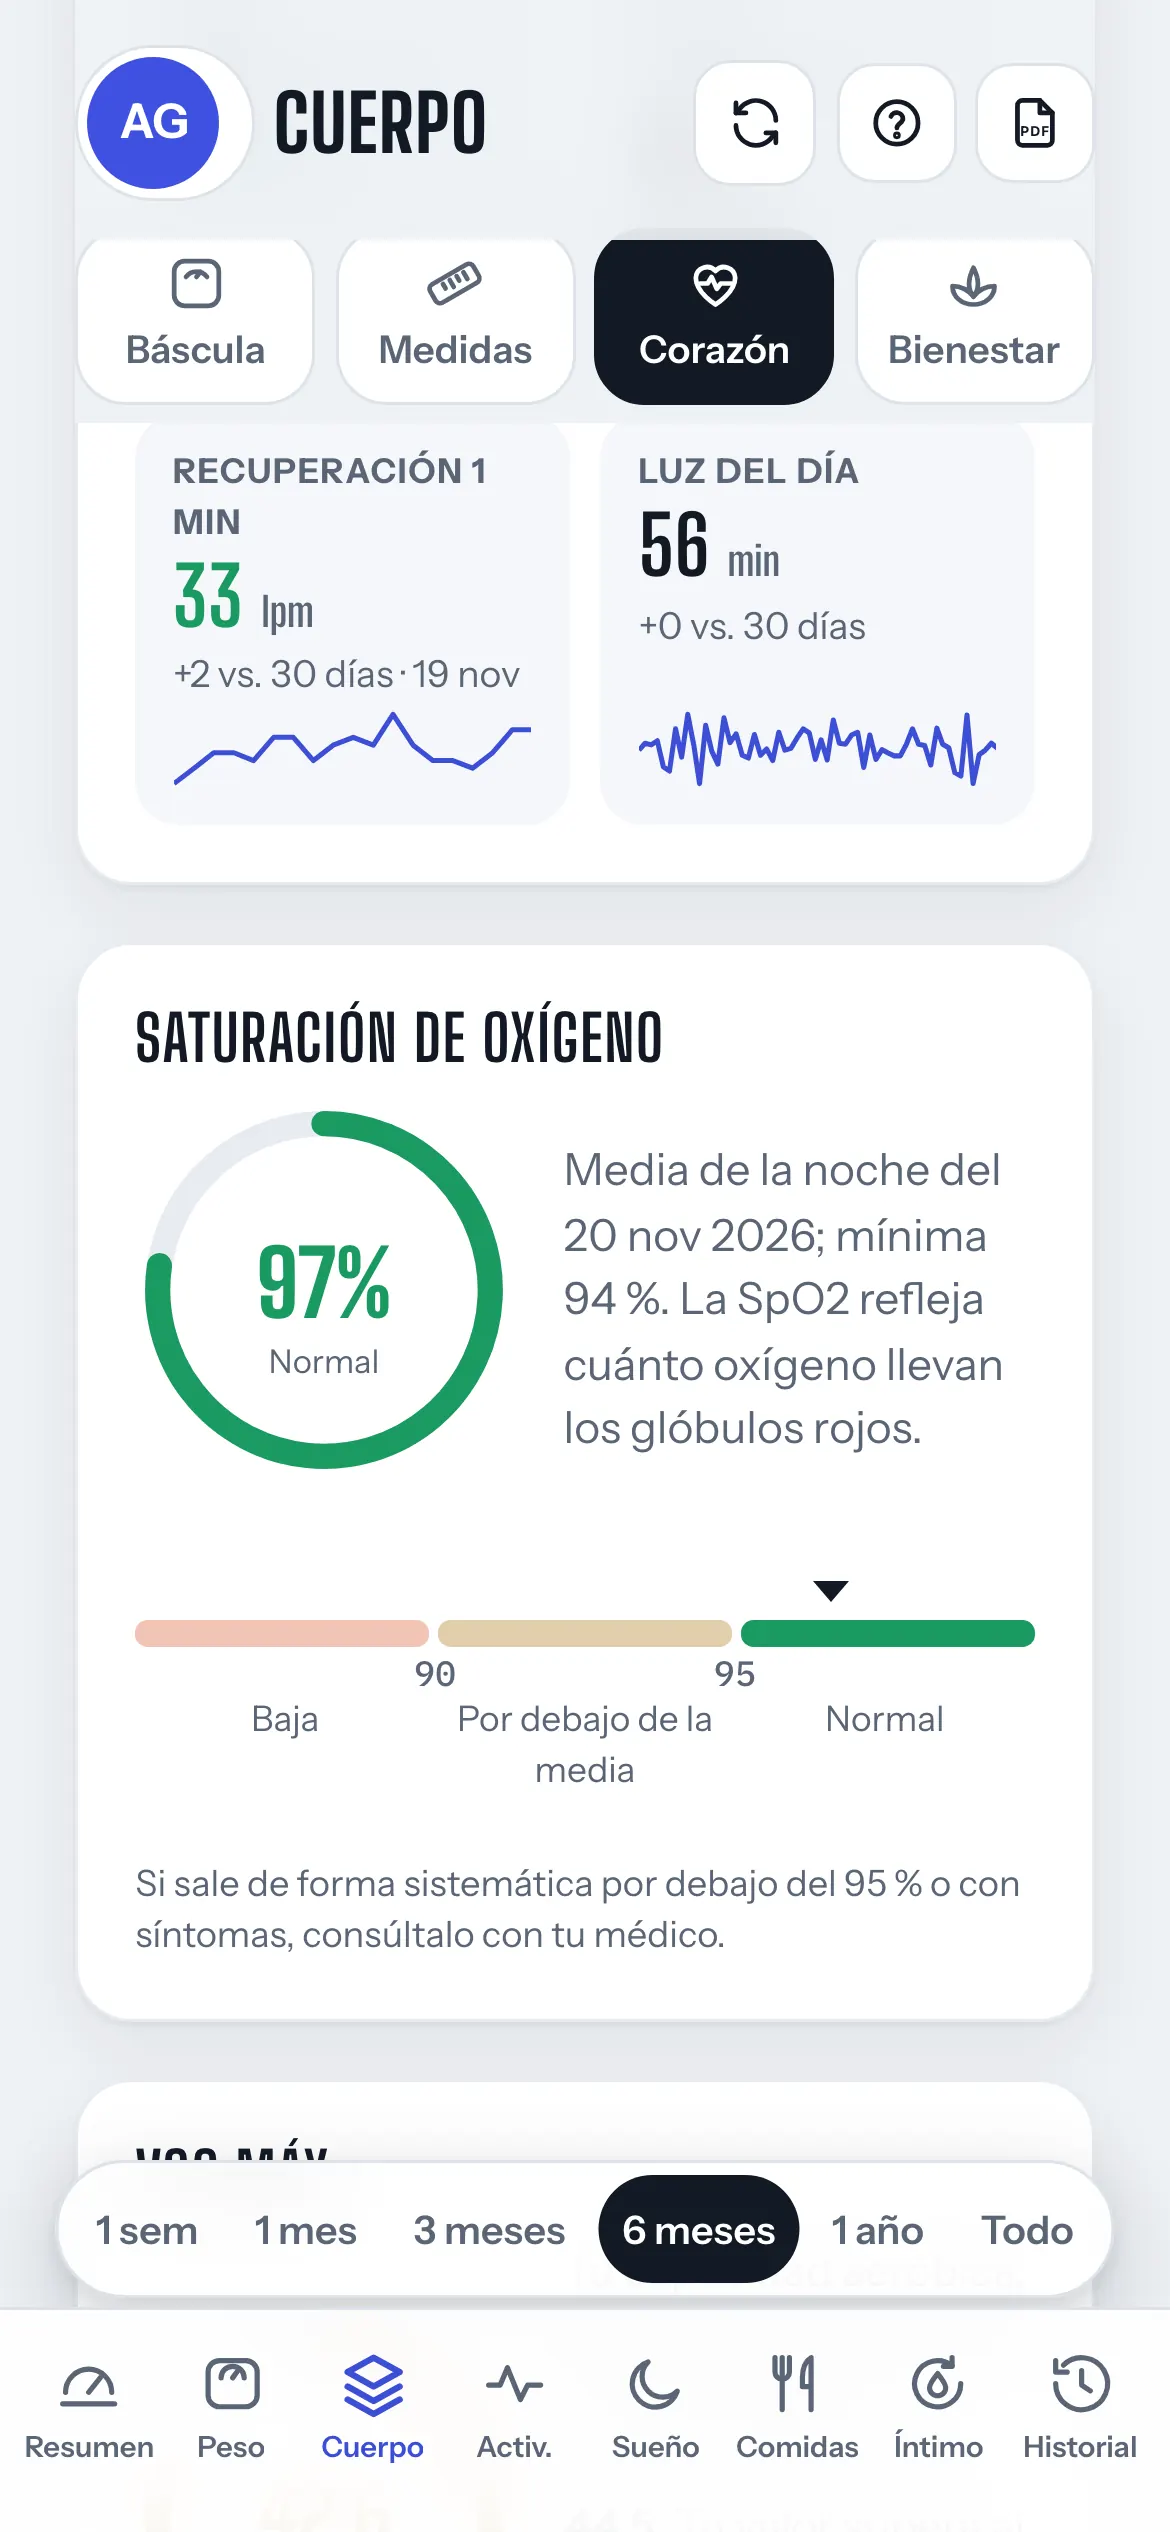 AG
CUERPO
PDF
Báscula
Medidas
Corazón
Bienestar
RECUPERACIÓN 1
MIN
33 lpm
+2 vs. 30 días · 19 nov
LUZ DEL DÍA
56 min
+0 vs. 30 días
SATURACIÓN DE OXÍGENO
97%
Normal
Media de la noche del
20 nov 2026; mínima
94 %. La SpO2 refleja
cuánto oxígeno llevan
los glóbulos rojos.
90
95
Baja
Por debajo de la
media
Normal
Si sale de forma sistemática por debajo del 95 % o con
síntomas, consúltalo con tu médico.
1 sem
1 mes
3 meses
6 meses
1 año
Todo
Resumen
Peso
Cuerpo
Activ.
Sueño
Comidas
Íntimo
Historial